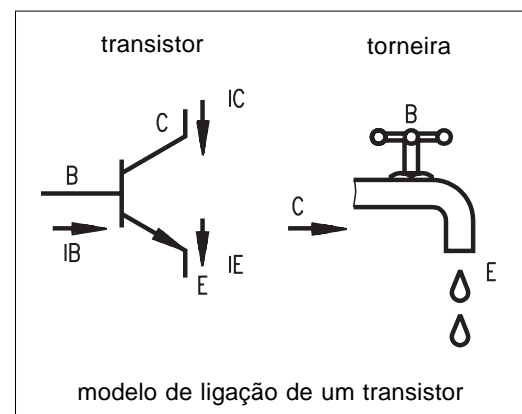 transistor
torneira
C
IC
B
IB
E
IE
B
C
E
modelo de ligação de um transistor